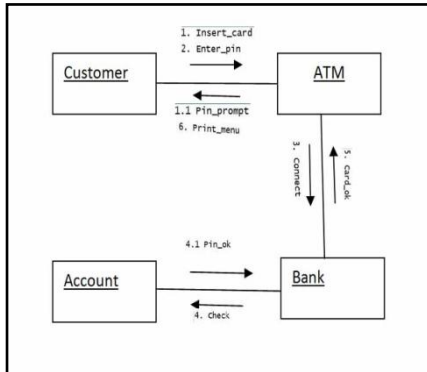 1. Insert_card
2. Enter_pin
Customer
ATM
1.1 Pin_prompt
6. Print_menu
3. Connect
5. Card_ok
4.1 Pin_ok
Account
Bank
4. Check